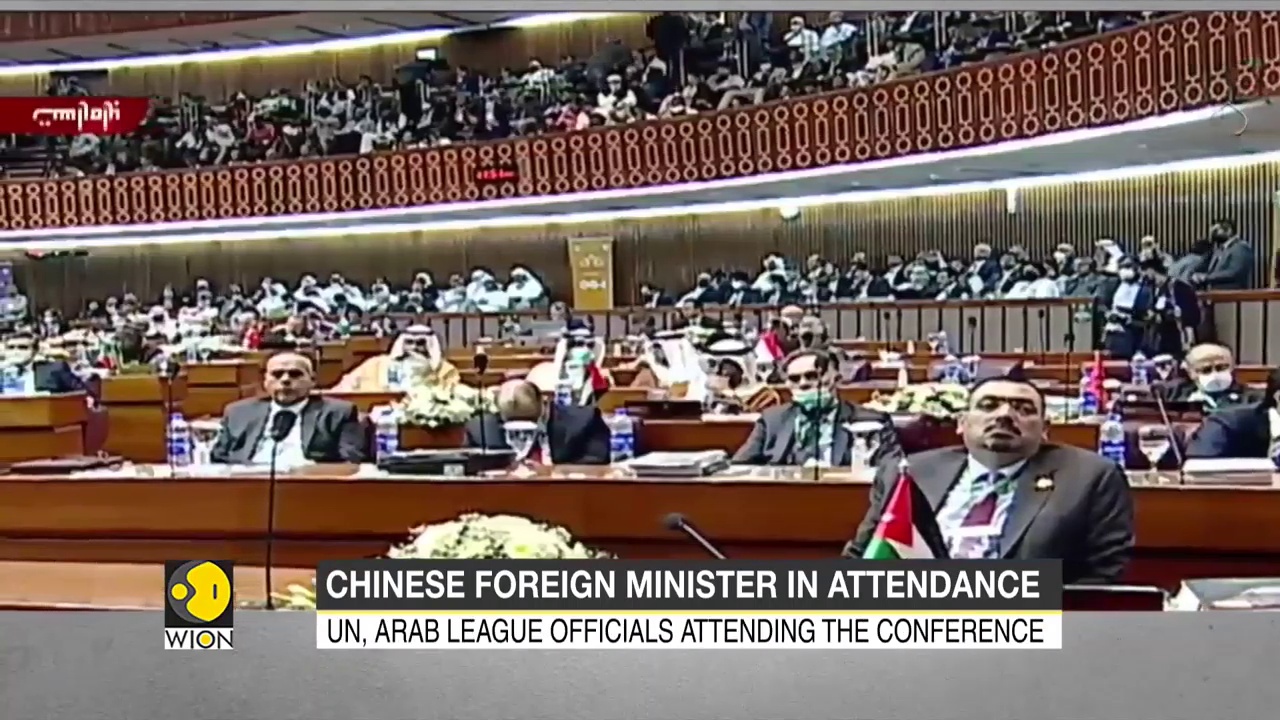 CHINESE FOREIGN MINISTER IN ATTENDANCE
UN, ARAB LEAGUE OFFICIALS ATTENDING THE CONFERENCE
WION